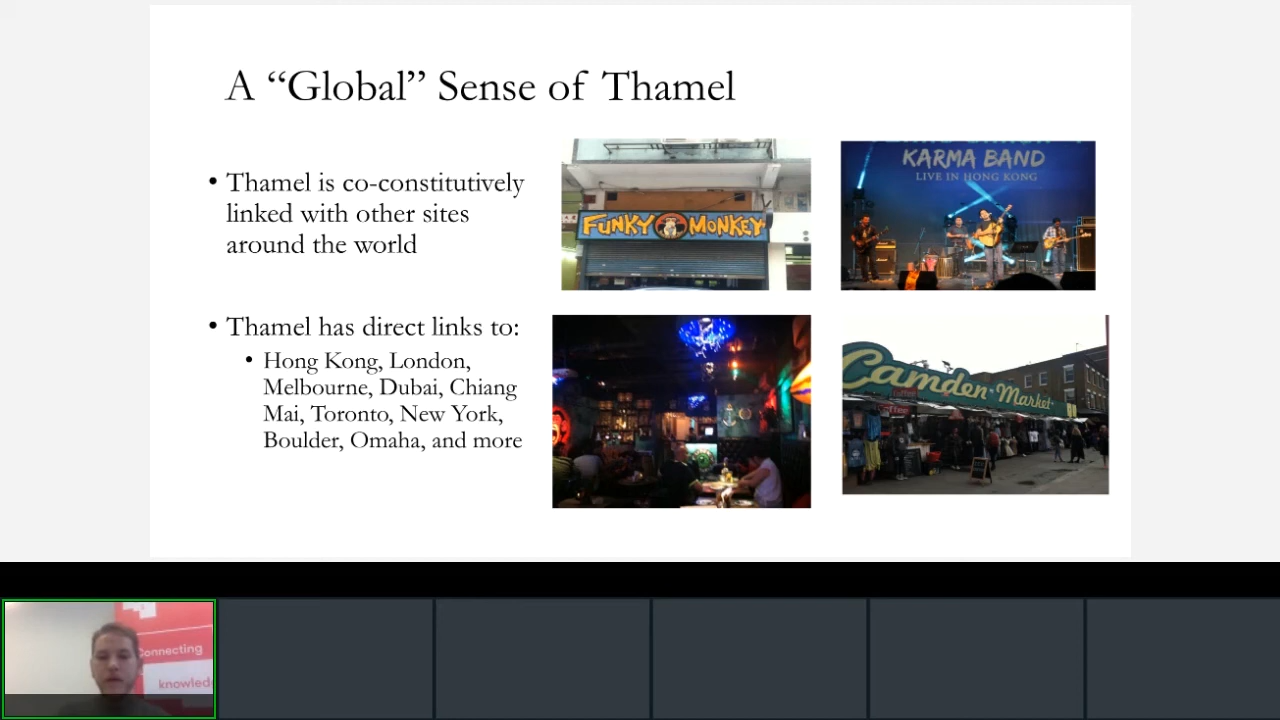 A “Global” Sense of Thamel
• Thamel is co-constitutively
linked with other sites
around the world
• Thamel has direct links to:
• Hong Kong, London,
Melbourne, Dubai, Chiang
Mai, Toronto, New York,
Boulder, Omaha, and more
FUNKY MONKEY
KARMA BAND
LIVE IN HONG KONG
Camden Market
Coffee
Connecting
knowled